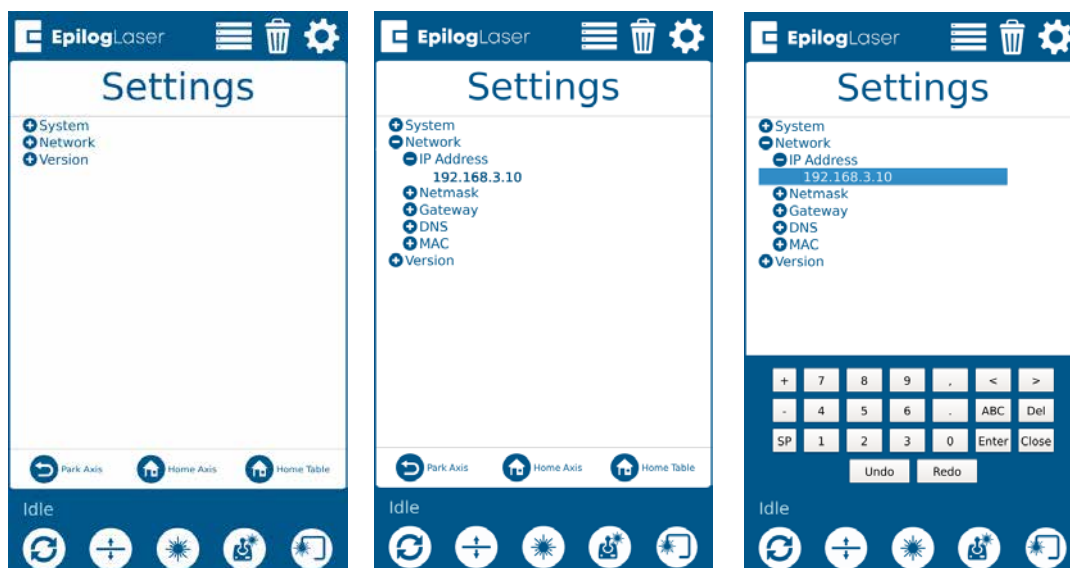 EpilogLaser
Settings
System
Network
Version
Park Axis Home Axis Home Table
Idle
EpilogLaser
Settings
System
Network
IP Address
192.168.3.10
Netmask
Gateway
DNS
MAC
Version
Park Axis Home Axis Home Table
Idle
EpilogLaser
Settings
System
Network
IP Address
192.168.3.10
Netmask
Gateway
DNS
MAC
Version
+ 7 8 9 , < >
- 4 5 6 . ABC Del
SP 1 2 3 0 Enter Close
Undo Redo
Idle